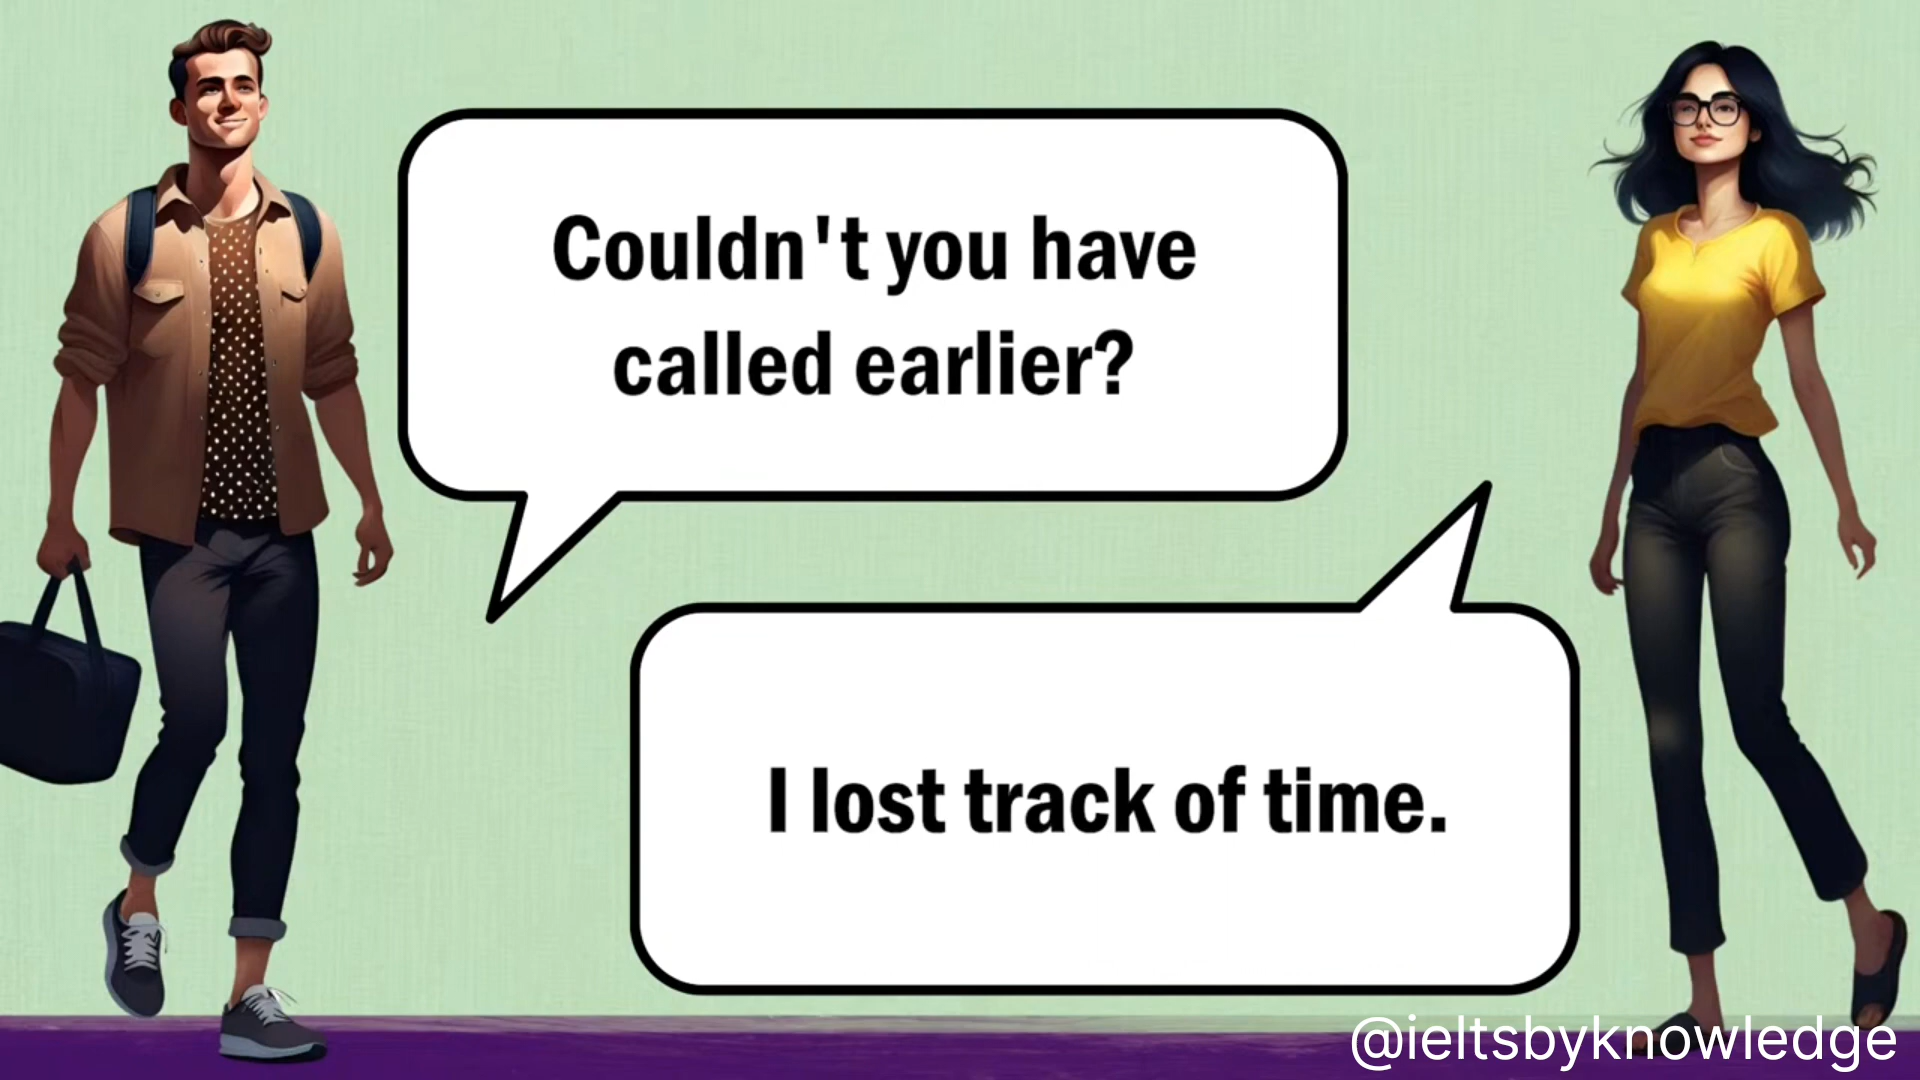 Couldn't you have
called earlier?
I lost track of time.
@ieltsbyknowledge